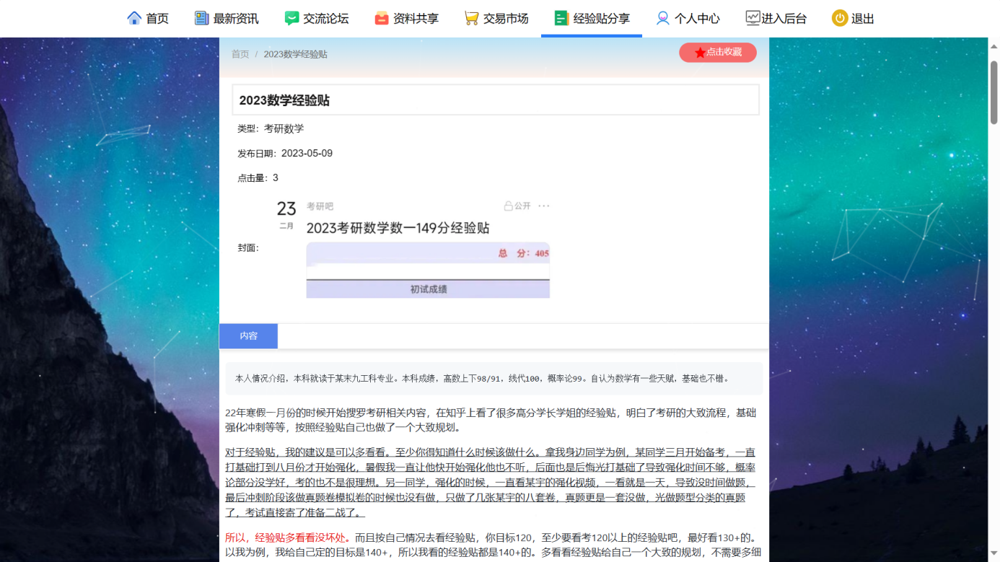 首页 最新资讯 交流论坛 资料共享 交易市场 经验贴分享 个人中心 进入后台 退出
首页 / 2023数学经验贴
点击收藏
2023数学经验贴
类型：考研数学
发布日期：2023-05-09
点击量：3
封面：
23 考研吧 公开 ···
二月 2023考研数学数一149分经验贴
总 分：405
初试成绩
内容
本人情况介绍，本科就读于某末九工科专业。本科成绩，高数上下98/91，线代100，概率论99。自认为数学有一些天赋，基础也不错。
22年寒假一月份的时候开始搜罗考研相关内容，在知乎上看了很多高分学长学姐的经验贴，明白了考研的大致流程，基础
强化冲刺等等，按照经验贴自己也做了一个大致规划。
对于经验贴，我的建议是可以多看看。至少你得知道什么时候该做什么。拿我身边同学为例，某同学三月开始备考，一直
打基础打到八月份才开始强化，暑假我一直让他快开始强化他也不听，后面也是后悔光打基础了导致强化时间不够，概率
论部分没学好，考的也不是很理想。另一同学，强化的时候，一直看某宇的强化视频，一看就是一天，导致没时间做题，
最后冲刺阶段该做真题卷模拟卷的时候也没有做，只做了几张某宇的八套卷，真题更是一套没做，光做题型分类的真题
了，考试直接寄了准备二战了。
所以，经验贴多看看没坏处。而且按自己情况去看经验贴，你目标120，至少要看考120以上的经验贴吧，最好看130+的。
以我为例，我给自己定的目标是140+，所以我看的经验贴都是140+的。多看看经验贴给自己一个大致的规划，不需要多细